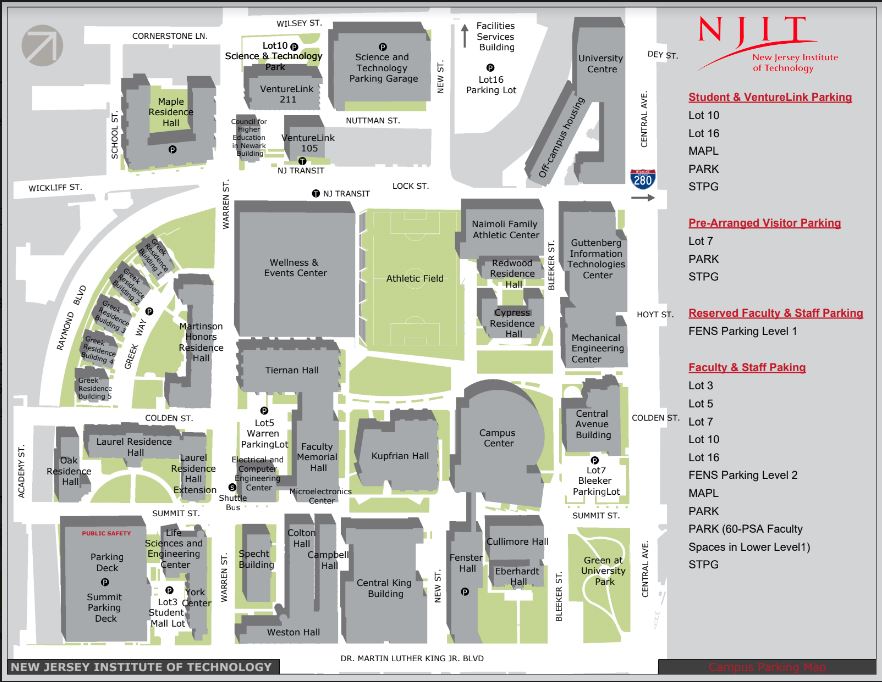 WILSEY ST.
CORNERSTONE LN.
Lot10
Science & Technology
Park
VentureLink
211
Science and
Technology
Parking Garage
NEW ST.
Facilities
Services
Building
Lot16
Parking Lot
University
Centre
Off-campus housing
DEY ST.
CENTRAL AVE.
SCHOOL ST.
Maple
Residence
Hall
Council for
Higher
Education
in Newark
Building
VentureLink
105
NUTTMAN ST.
NJ TRANSIT
WICKLIFF ST.
WARREN ST.
NJ TRANSIT
LOCK ST.
280
RAYMOND BLVD
Greek
Residence
Building 1
Greek
Residence
Building 2
Greek
Residence
Building 3
Greek
Residence
Building 4
Greek
Residence
Building 5
GREEK WAY
Martinson
Honors
Residence
Hall
Wellness &
Events Center
Athletic Field
Naimoli Family
Athletic Center
Redwood
Residence
Hall
Cypress
Residence
Hall
BLEEKER ST.
Guttenberg
Information
Technologies
Center
Mechanical
Engineering
Center
HOYT ST.
Tiernan Hall
COLDEN ST.
Lot5
Warren
ParkingLot
Faculty
Memorial
Hall
Kupfrian Hall
Campus
Center
Central
Avenue
Building
COLDEN ST.
ACADEMY ST.
Oak
Residence
Hall
Laurel Residence
Hall
Laurel
Residence
Hall
Extension
Electrical and
Computer
Engineering
Center
Shuttle
Bus
Microelectronics
Center
Lot7
Bleeker
ParkingLot
SUMMIT ST.
SUMMIT ST.
PUBLIC SAFETY
Parking
Deck
Summit
Parking
Deck
Life
Sciences and
Engineering
Center
Lot3
Student
Mall Lot
York
Center
WARREN ST.
Specht
Building
Colton
Hall
Campbell
Hall
Weston Hall
Central King
Building
NEW ST.
Fenster
Hall
Cullimore Hall
Eberhardt
Hall
BLEEKER ST.
Green at
University
Park
CENTRAL AVE.
DR. MARTIN LUTHER KING JR. BLVD
NEW JERSEY INSTITUTE OF TECHNOLOGY
Campus Parking Map
NJIT
New Jersey Institute
of Technology
Student & VentureLink Parking
Lot 10
Lot 16
MAPL
PARK
STPG
Pre-Arranged Visitor Parking
Lot 7
PARK
STPG
Reserved Faculty & Staff Parking
FENS Parking Level 1
Faculty & Staff Paking
Lot 3
Lot 5
Lot 7
Lot 10
Lot 16
FENS Parking Level 2
MAPL
PARK
PARK (60-PSA Faculty
Spaces in Lower Level1)
STPG